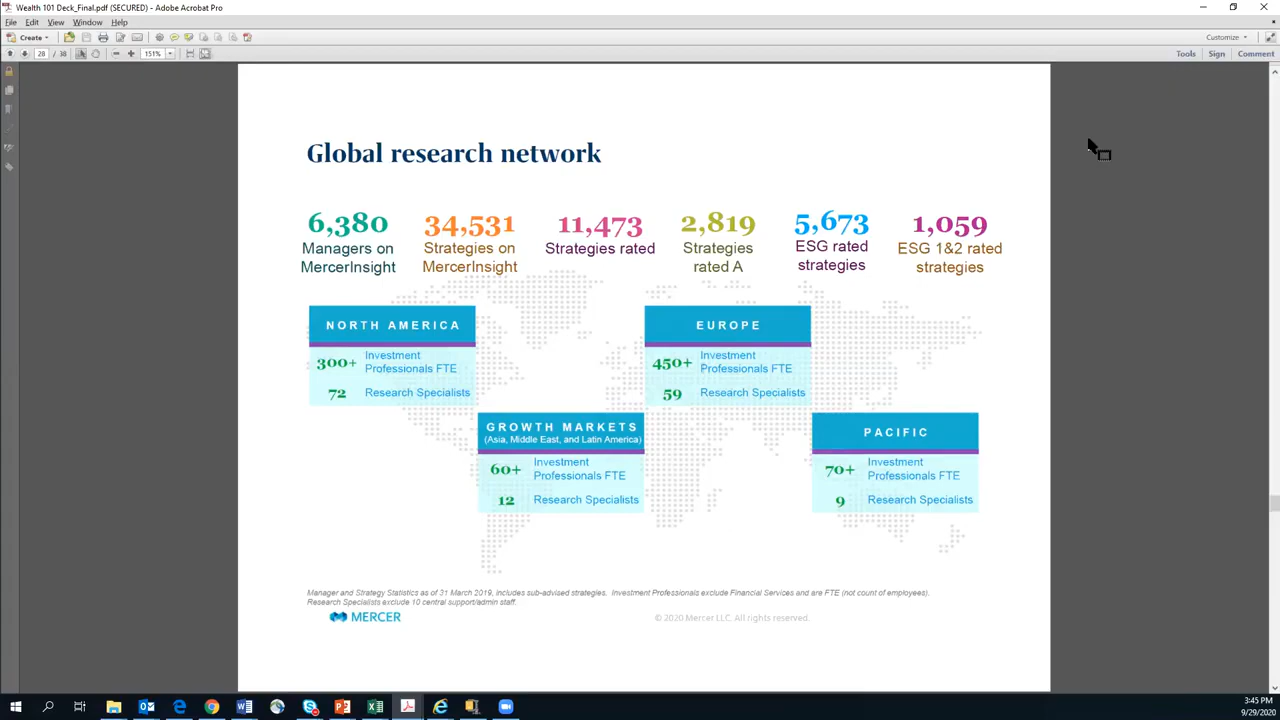 Wealth 101 Deck_Final.pdf (SECURED) - Adobe Acrobat Pro
File Edit View Window Help
Create Customize
28 / 38 151% Tools Sign Comment
Global research network
6,380 34,531 11,473 2,819 5,673 1,059
Managers on Strategies on Strategies rated Strategies ESG rated ESG 1&2 rated
MercerInsight MercerInsight rated A strategies strategies
NORTH AMERICA
300+ Investment
Professionals FTE
72 Research Specialists
EUROPE
450+ Investment
Professionals FTE
59 Research Specialists
GROWTH MARKETS
(Asia, Middle East, and Latin America)
60+ Investment
Professionals FTE
12 Research Specialists
PACIFIC
70+ Investment
Professionals FTE
9 Research Specialists
Manager and Strategy Statistics as of 31 March 2019, includes sub-advised strategies. Investment Professionals exclude Financial Services and are FTE (not count of employees).
Research Specialists exclude 10 central support/admin staff.
MERCER © 2020 Mercer LLC. All rights reserved.
3:45 PM
9/29/2020